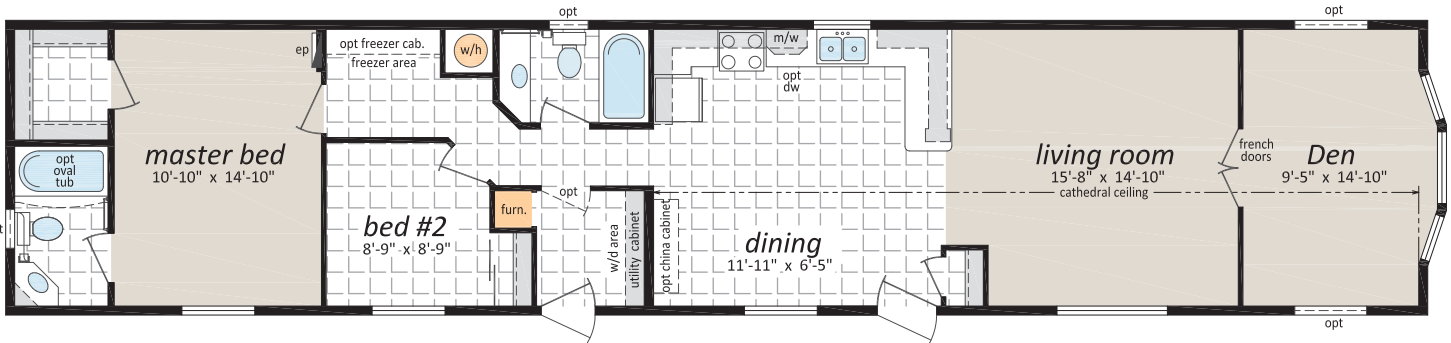 opt
opt
ep
opt freezer cab.
freezer area
w/h
m/w
opt
dw
master bed
10'-10" x 14'-10"
opt
oval
tub
bed #2
8'-9" x 8'-9"
furn.
opt
w/d area
utility cabinet
opt china cabinet
dining
11'-11" x 6'-5"
living room
15'-8" x 14'-10"
cathedral ceiling
french
doors
Den
9'-5" x 14'-10"
opt